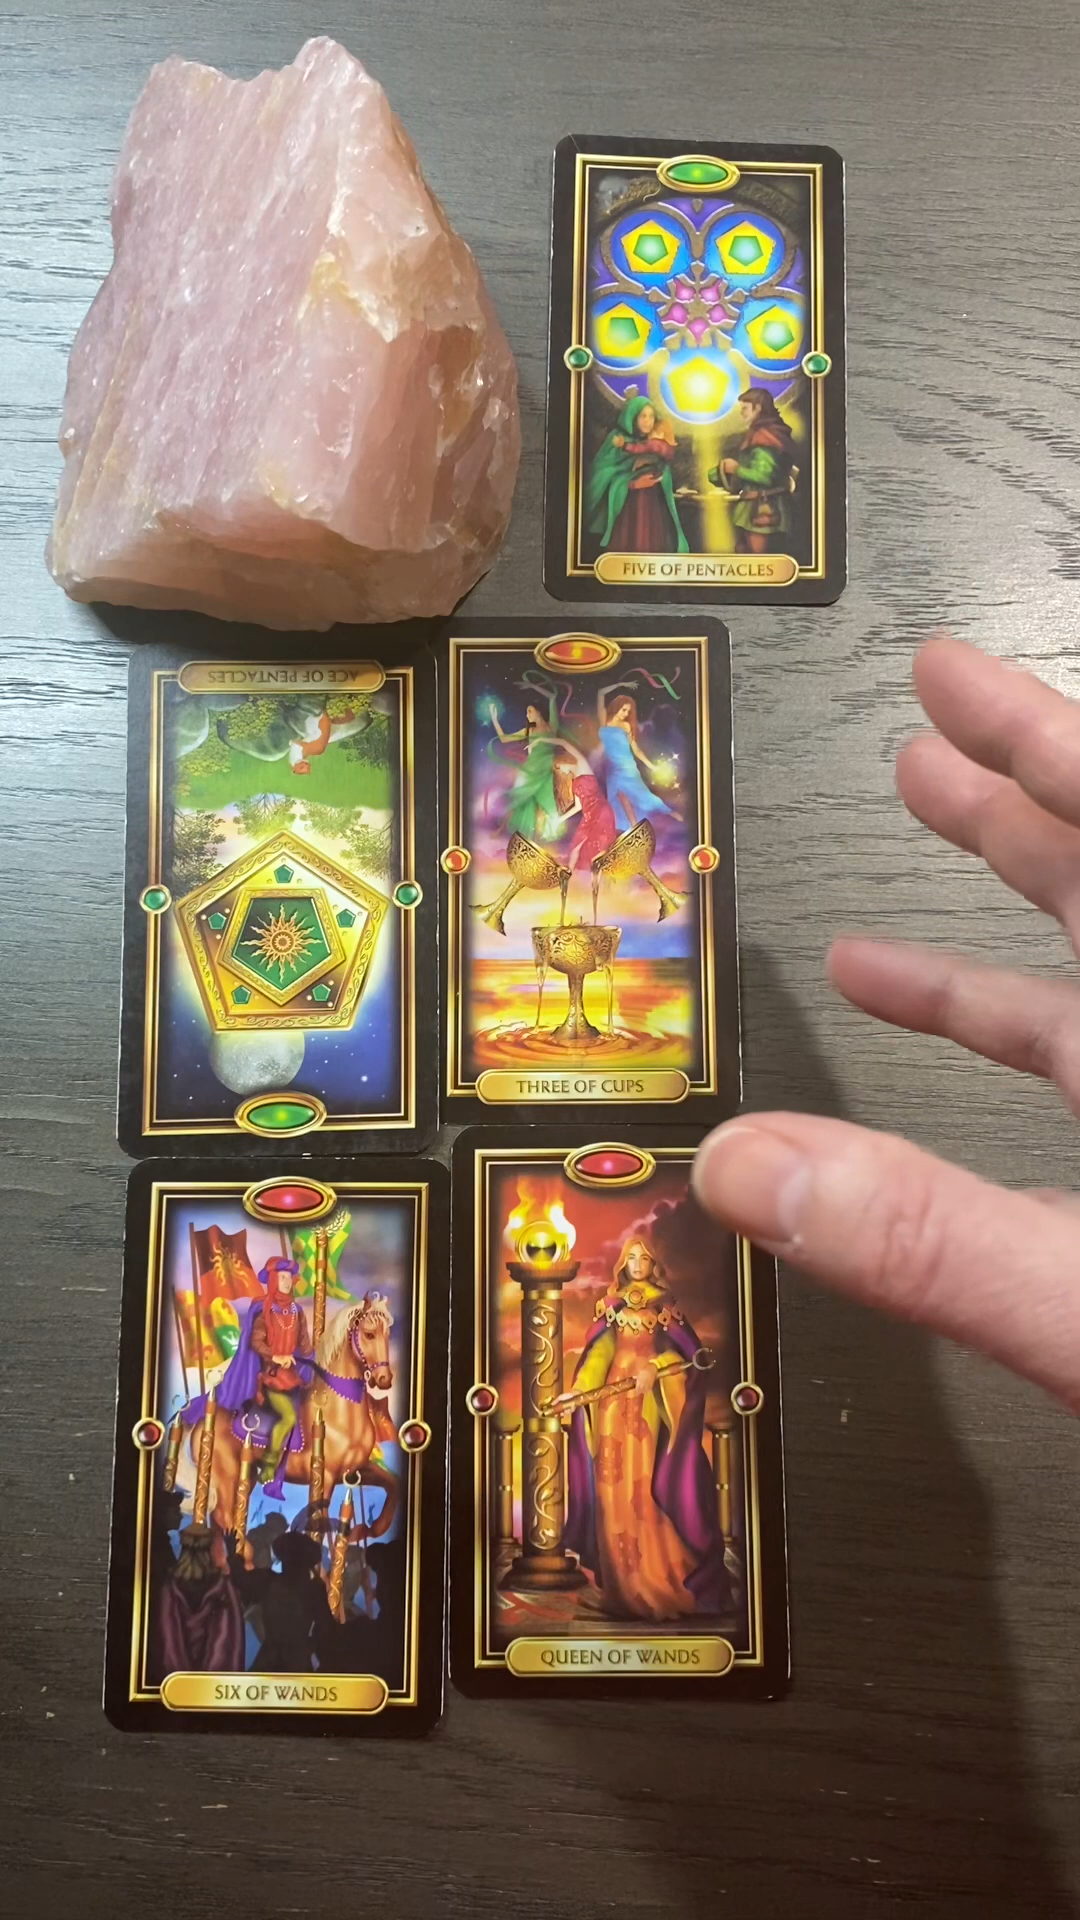 FIVE OF PENTACLES
ACE OF PENTACLES
THREE OF CUPS
SIX OF WANDS
QUEEN OF WANDS